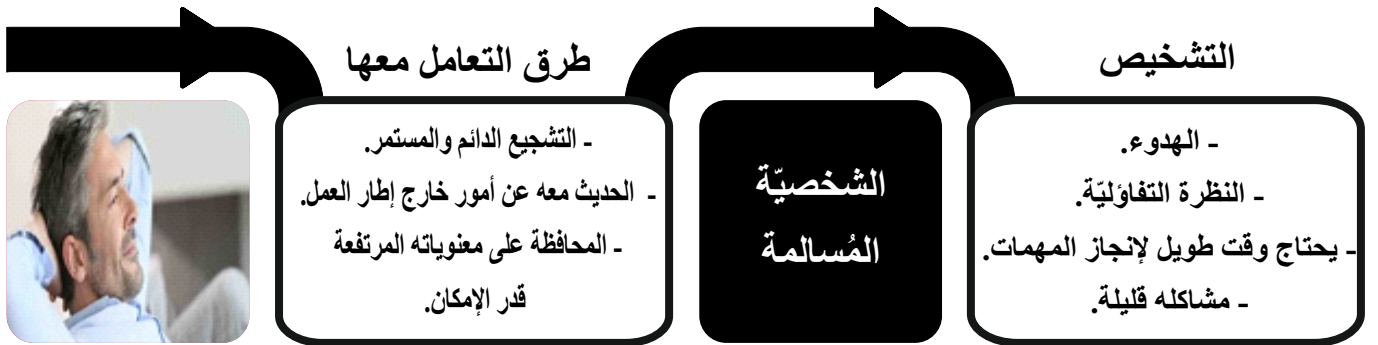 التشخيص
- الهدوء.
- النظرة التفاؤليّة.
- يحتاج وقت طويل لإنجاز المهمات.
- مشاكله قليلة.
الشخصيّة
المُسالمة
طرق التعامل معها
- التشجيع الدائم والمستمر.
- الحديث معه عن أمور خارج إطار العمل.
- المحافظة على معنوياته المرتفعة
قدر الإمكان.